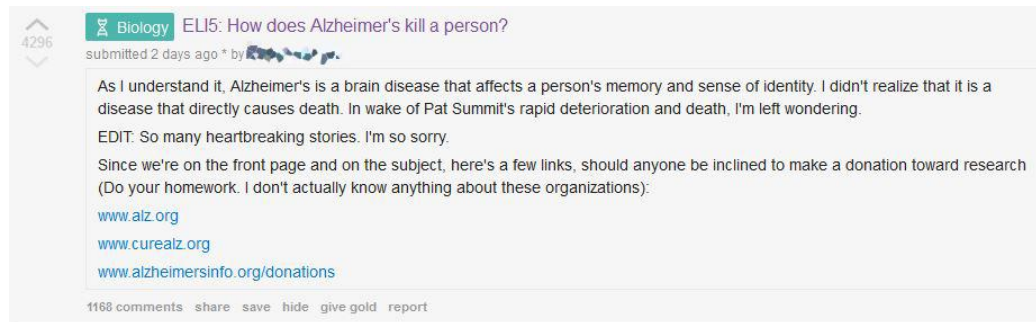 Biology ELI5: How does Alzheimer's kill a person?
4296
submitted 2 days ago * by
As I understand it, Alzheimer's is a brain disease that affects a person's memory and sense of identity. I didn't realize that it is a
disease that directly causes death. In wake of Pat Summit's rapid deterioration and death, I'm left wondering.
EDIT: So many heartbreaking stories. I'm so sorry.
Since we're on the front page and on the subject, here's a few links, should anyone be inclined to make a donation toward research
(Do your homework. I don't actually know anything about these organizations):
www.alz.org
www.curealz.org
www.alzheimersinfo.org/donations
1168 comments share save hide give gold report